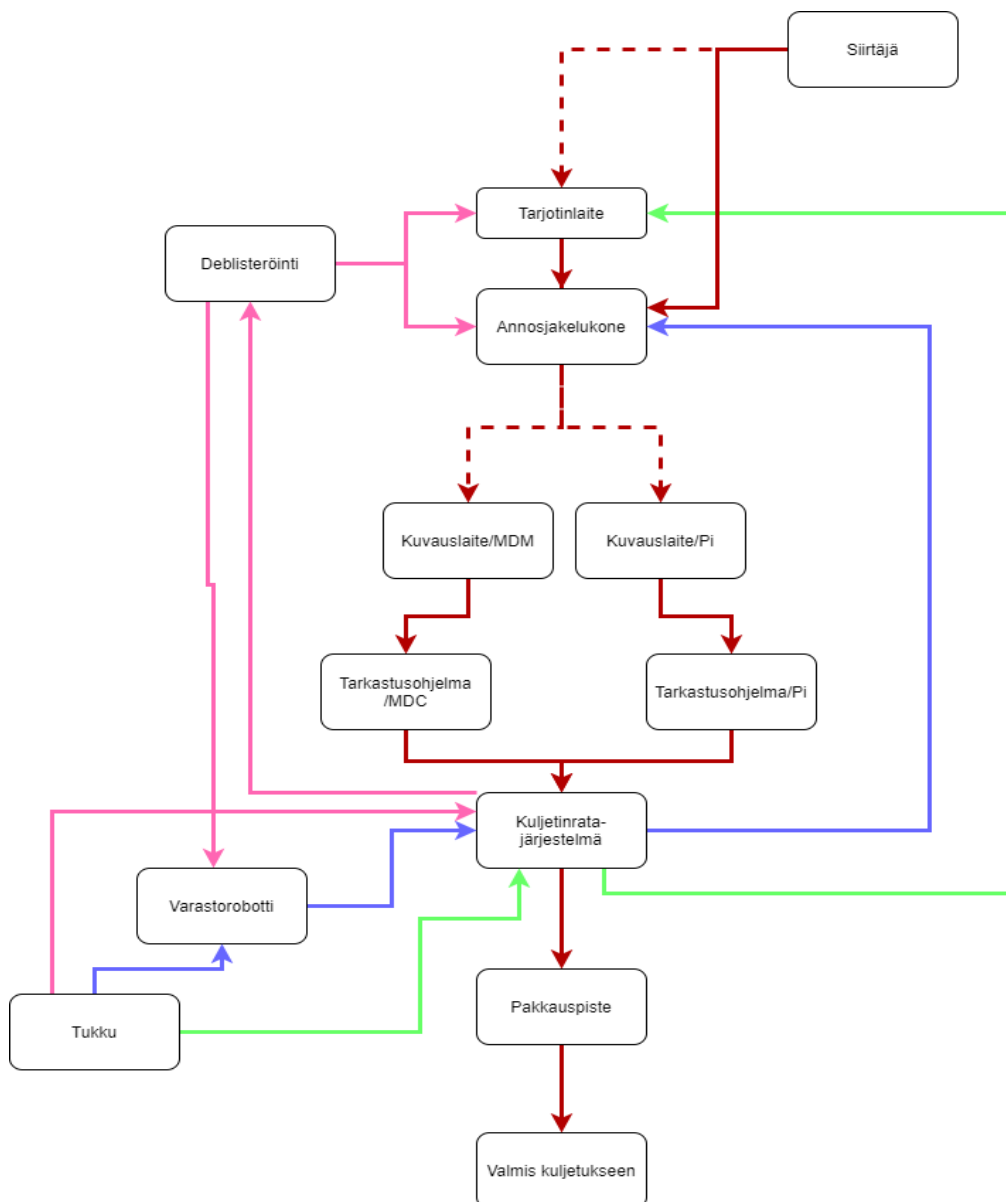 Siirtäjä
Tarjotinlaite
Deblisteröinti
Annosjakelukone
Kuvauslaite/MDM
Kuvauslaite/Pi
Tarkastusohjelma
/MDC
Tarkastusohjelma/Pi
Kuljetinrata-
järjestelmä
Varastorobotti
Pakkauspiste
Tukku
Valmis kuljetukseen